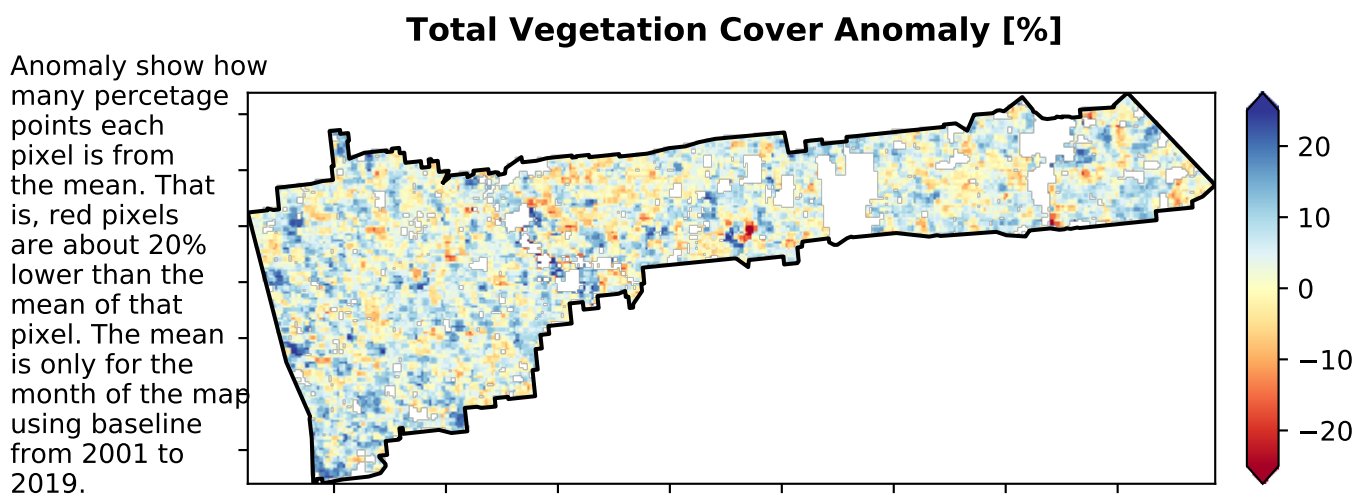 Total Vegetation Cover Anomaly [%]
Anomaly show how
many percetage
points each
pixel is from
the mean. That
is, red pixels
are about 20%
lower than the
mean of that
pixel. The mean
is only for the
month of the map
using baseline
from 2001 to
2019.
20
10
0
−10
−20